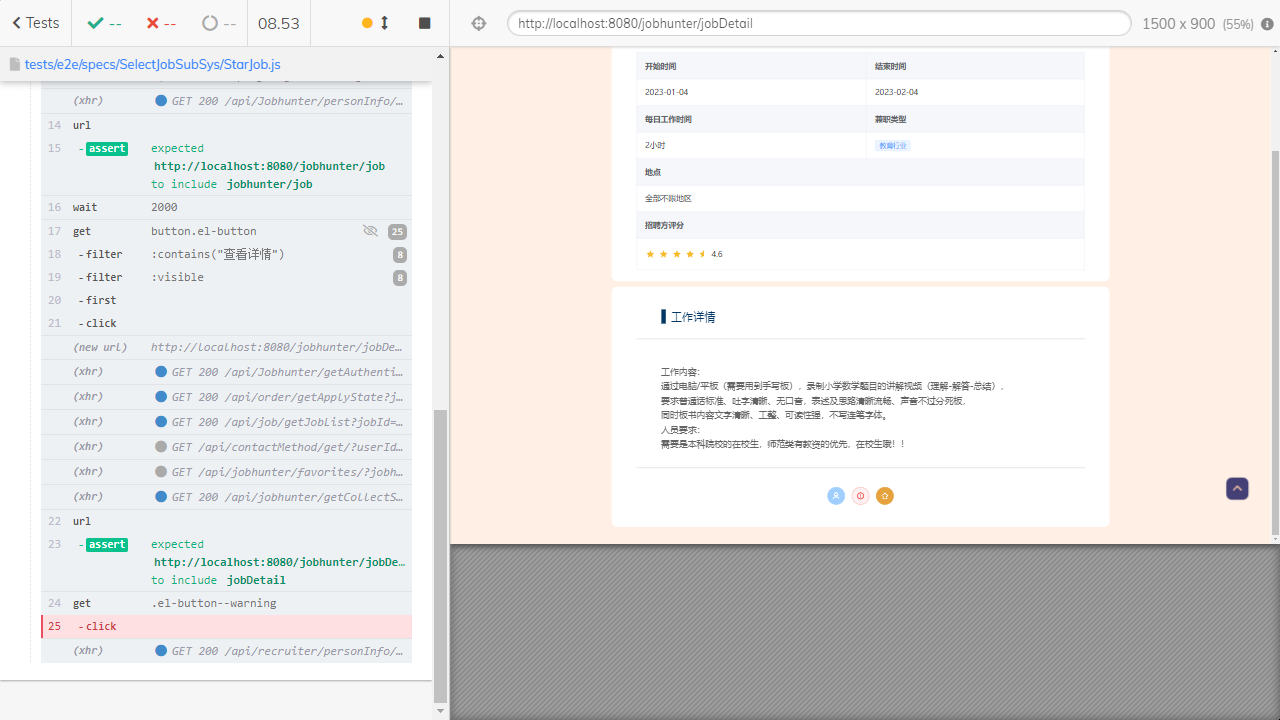 Tests
--
--
--
08.53
http://localhost:8080/jobhunter/jobDetail
1500 x 900 (55%)
tests/e2e/specs/SelectJobSubSys/StarJob.js
(xhr) GET 200 /api/Jobhunter/personInfo/…
14 url
15 -assert expected
http://localhost:8080/jobhunter/job
to include jobhunter/job
16 wait 2000
17 get button.el-button 25
18 -filter :contains("查看详情") 8
19 -filter :visible 8
20 -first
21 -click
(new url) http://localhost:8080/jobhunter/jobDe…
(xhr) GET 200 /api/Jobhunter/getAuthenti…
(xhr) GET 200 /api/order/getApplyState?j…
(xhr) GET 200 /api/job/getJobList?jobId=…
(xhr) GET /api/contactMethod/get/?userId…
(xhr) GET /api/jobhunter/favorites/?jobh…
(xhr) GET 200 /api/jobhunter/getCollectS…
22 url
23 -assert expected
http://localhost:8080/jobhunter/jobDe…
to include jobDetail
24 get .el-button--warning
25 -click
(xhr) GET 200 /api/recruiter/personInfo/…
开始时间 结束时间
2023-01-04 2023-02-04
每日工作时间 兼职类型
2小时 教育行业
地点
全部不限地区
招聘方评分
4.6
工作详情
工作内容：
通过电脑/平板（需要用到手写板），录制小学数学题目的讲解视频（理解-解答-总结），
要求普通话标准、吐字清晰、无口音，表述及思路清晰流畅、声音不过分死板，
同时板书内容文字清晰、工整、可读性强，不写连笔字体。
人员要求：
需要是本科院校的在校生，师范类有教资的优先，在校生哦！！